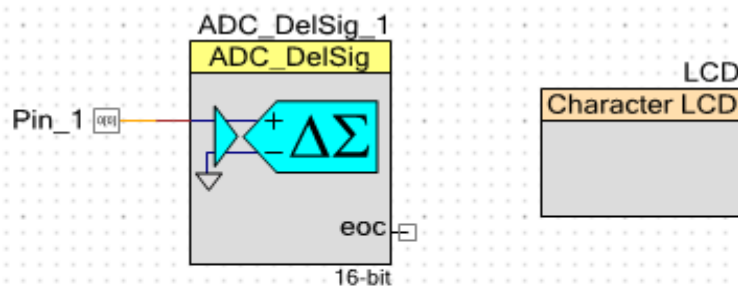 ADC_DelSig_1
ADC_DelSig
Pin_1
+
ΔΣ
−
eoc
16-bit
LCD
Character LCD